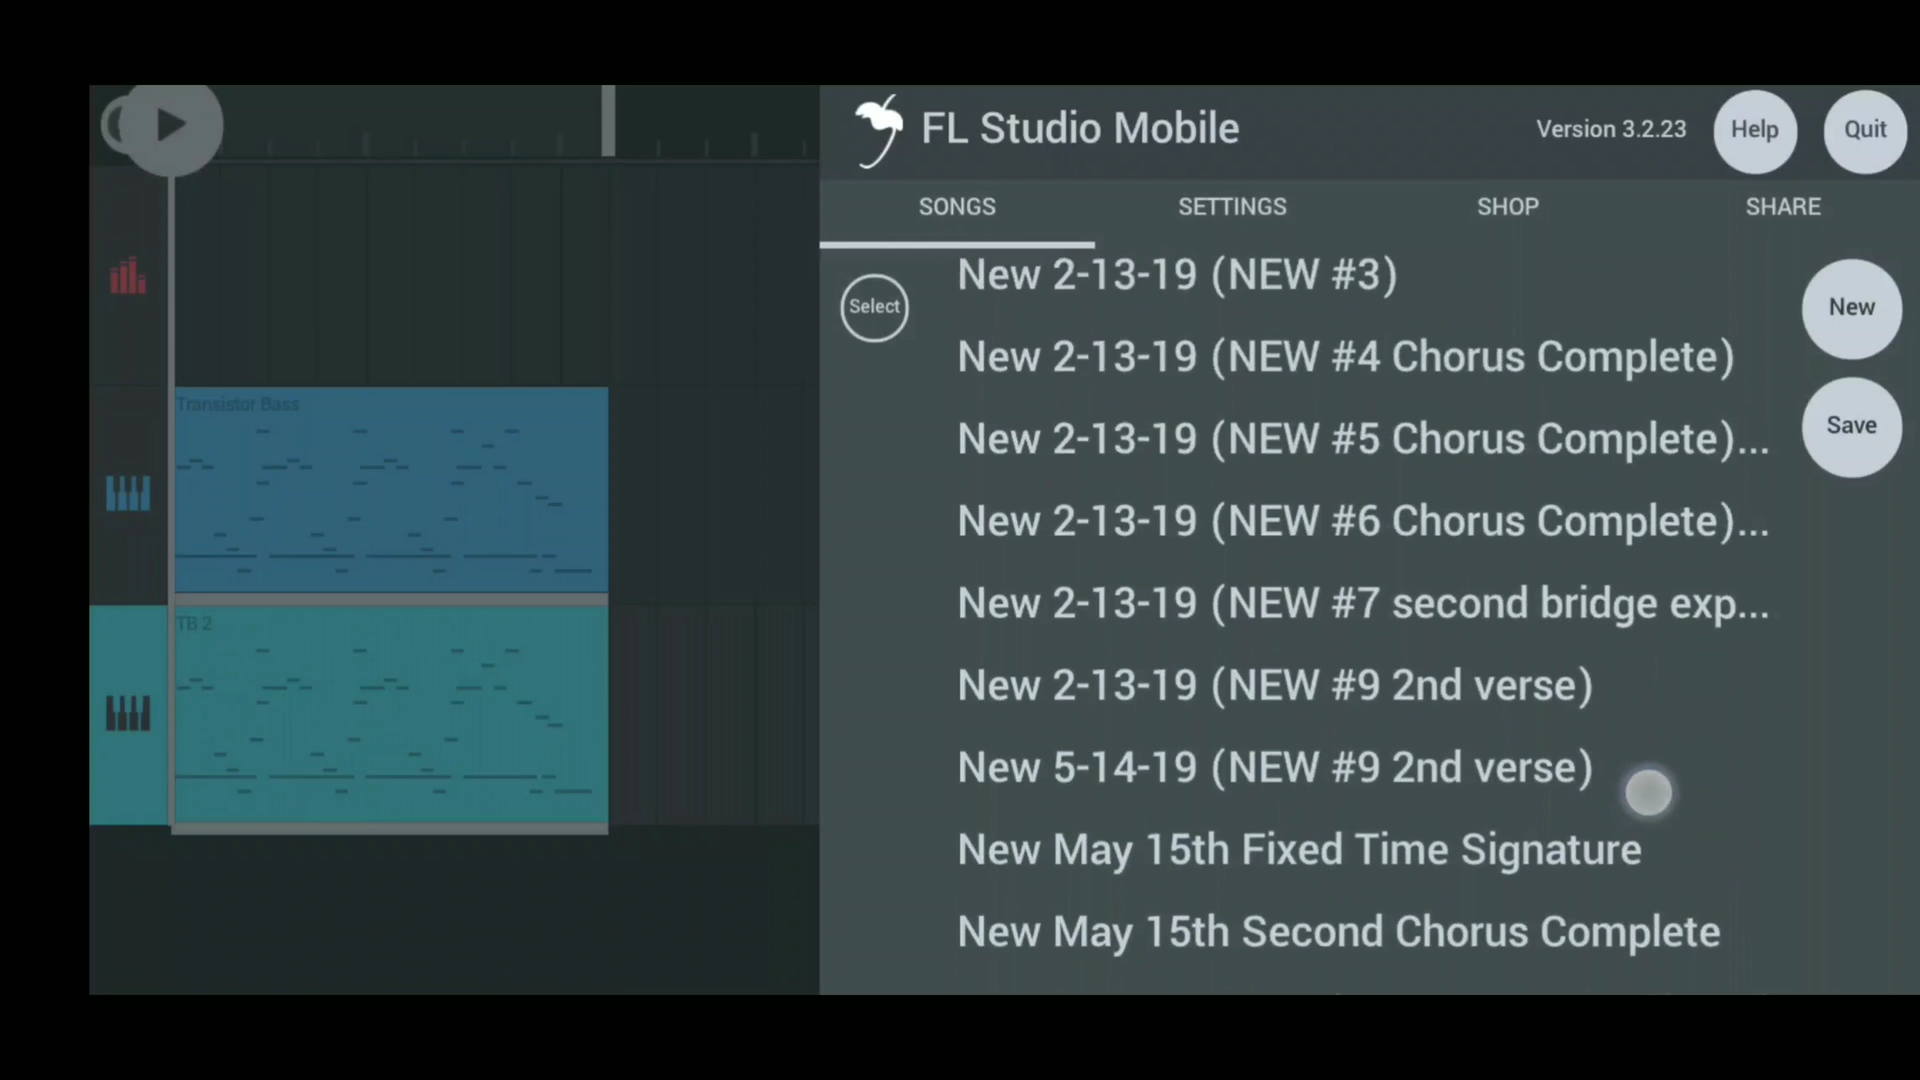 FL Studio Mobile
Version 3.2.23
Help
Quit
SONGS
SETTINGS
SHOP
SHARE
Select
New 2-13-19 (NEW #3)
New 2-13-19 (NEW #4 Chorus Complete)
New 2-13-19 (NEW #5 Chorus Complete)...
New 2-13-19 (NEW #6 Chorus Complete)...
New 2-13-19 (NEW #7 second bridge exp...
New 2-13-19 (NEW #9 2nd verse)
New 5-14-19 (NEW #9 2nd verse)
New May 15th Fixed Time Signature
New May 15th Second Chorus Complete
New
Save
Transistor Bass
TB 2